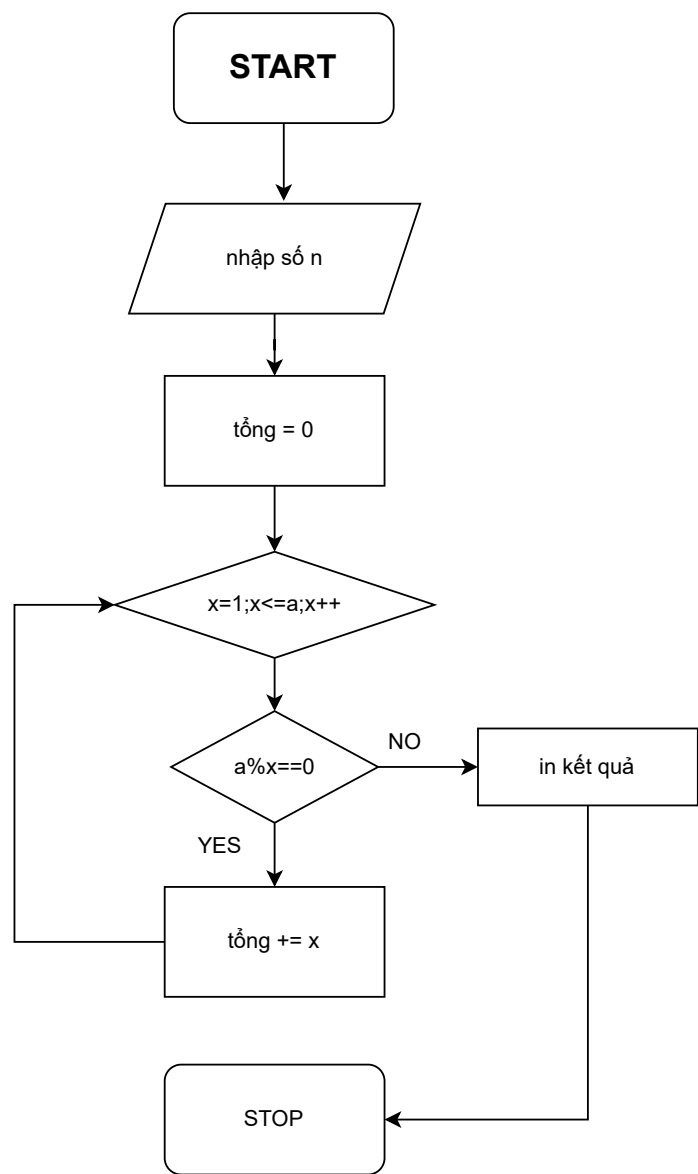 START
nhập số n
tổng = 0
x=1;x<=a;x++
a%x==0
NO
in kết quả
YES
tổng += x
STOP